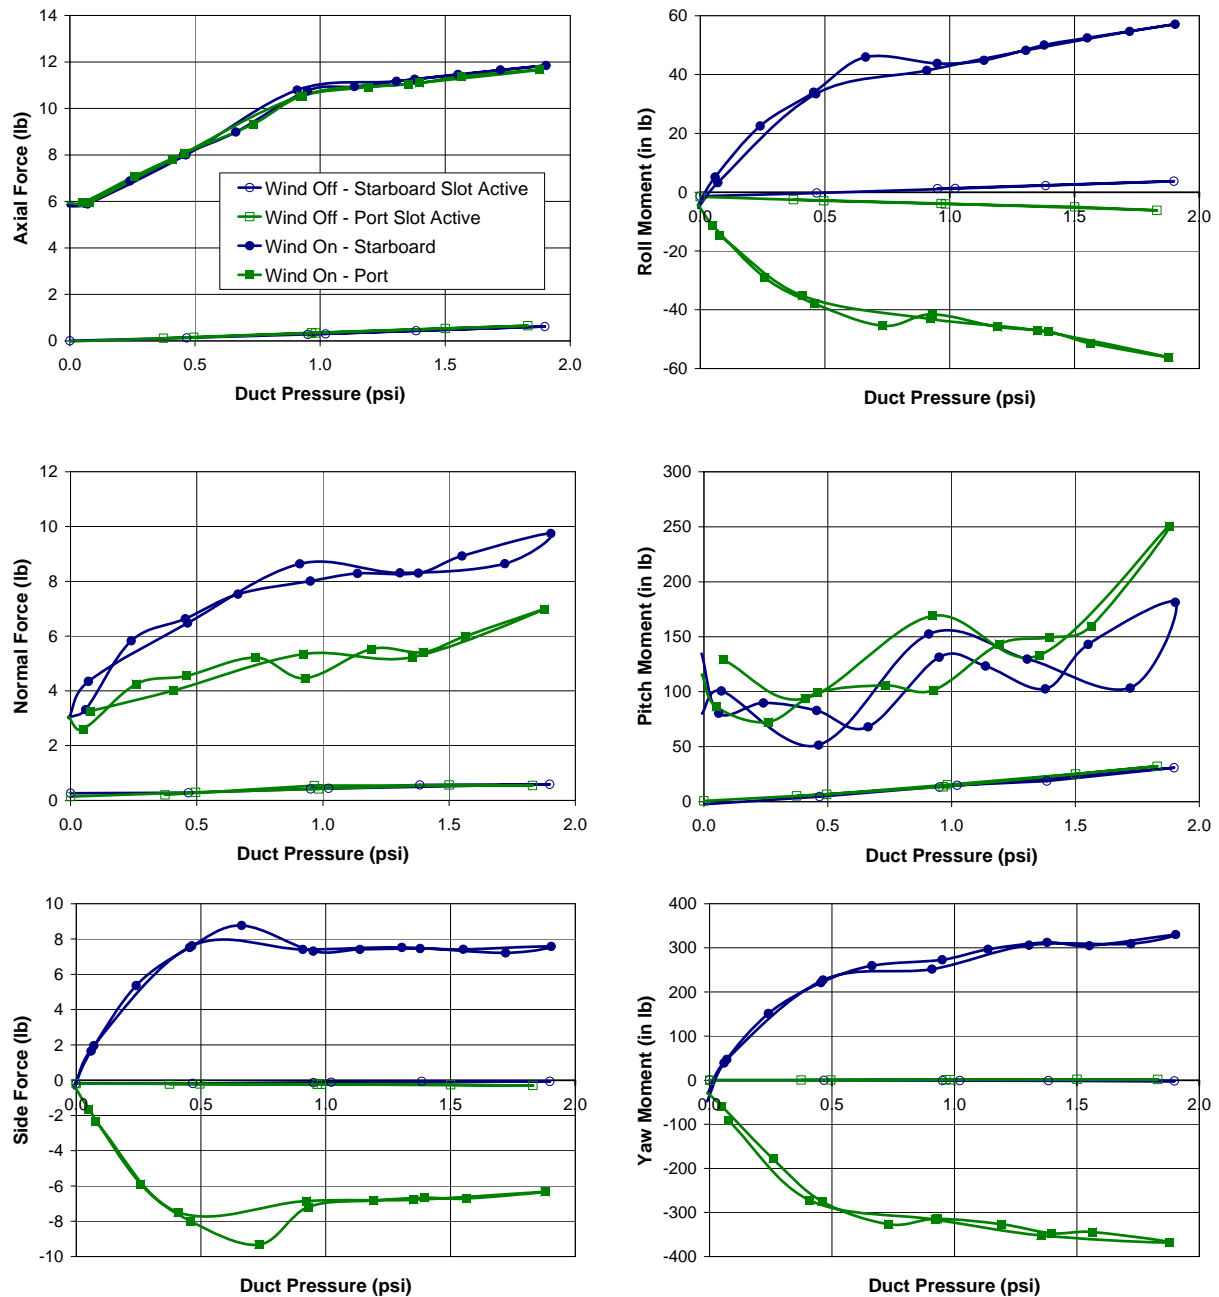 14
12
10
8
6
4
2
0
Axial Force (lb)
Wind Off - Starboard Slot Active
Wind Off - Port Slot Active
Wind On - Starboard
Wind On - Port
0.0 0.5 1.0 1.5 2.0
Duct Pressure (psi)
60
40
20
0
-20
-40
-60
Roll Moment (in lb)
0.0 0.5 1.0 1.5 2.0
Duct Pressure (psi)
12
10
8
6
4
2
0
Normal Force (lb)
0.0 0.5 1.0 1.5 2.0
Duct Pressure (psi)
300
250
200
150
100
50
0
Pitch Moment (in lb)
0.0 0.5 1.0 1.5 2.0
Duct Pressure (psi)
10
8
6
4
2
0
-2
-4
-6
-8
-10
Side Force (lb)
0.0 0.5 1.0 1.5 2.0
Duct Pressure (psi)
400
300
200
100
0
-100
-200
-300
-400
Yaw Moment (in lb)
0.0 0.5 1.0 1.5 2.0
Duct Pressure (psi)